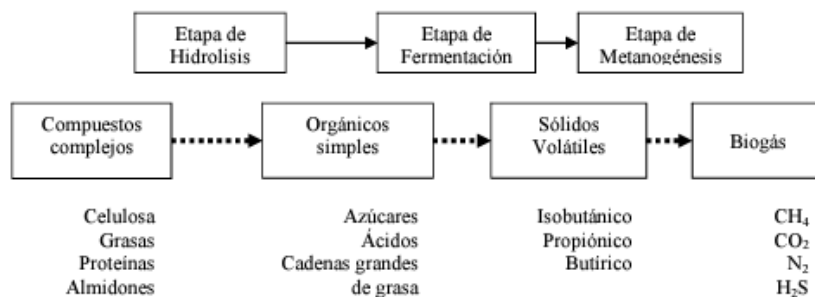 Etapa de
Hidrolisis
Etapa de
Fermentación
Etapa de
Metanogénesis
Compuestos
complejos
Orgánicos
simples
Sólidos
Volátiles
Biogás
Celulosa
Grasas
Proteínas
Almidones
Azúcares
Ácidos
Cadenas grandes
de grasa
Isobutánico
Propiónico
Butírico
CH₄
CO₂
N₂
H₂S